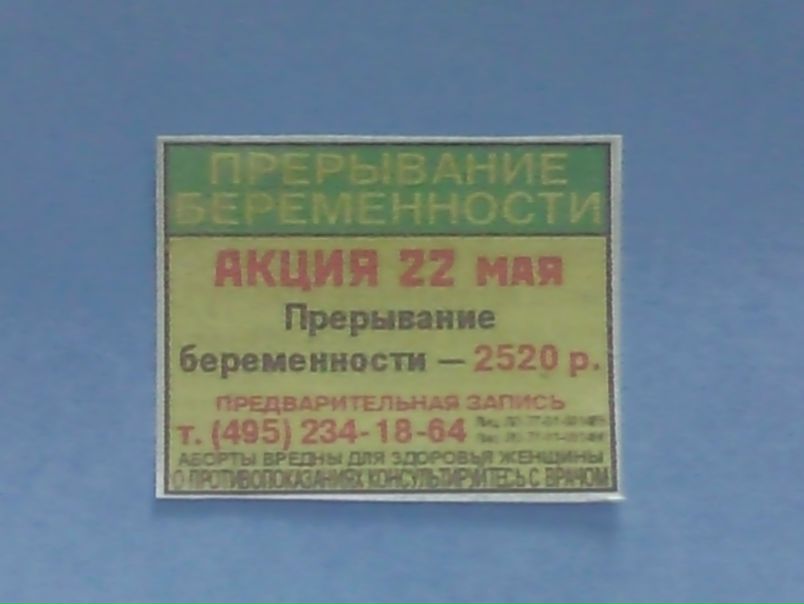 ПРЕРЫВАНИЕ
БЕРЕМЕННОСТИ
АКЦИЯ 22 МАЯ
Прерывание
беременности — 2520 р.
ПРЕДВАРИТЕЛЬНАЯ ЗАПИСЬ
т. (495) 234-18-64
АБОРТЫ ВРЕДНЫ ДЛЯ ЗДОРОВЬЯ ЖЕНЩИНЫ
О ПРОТИВОПОКАЗАНИЯХ КОНСУЛЬТИРУЙТЕСЬ С ВРАЧОМ